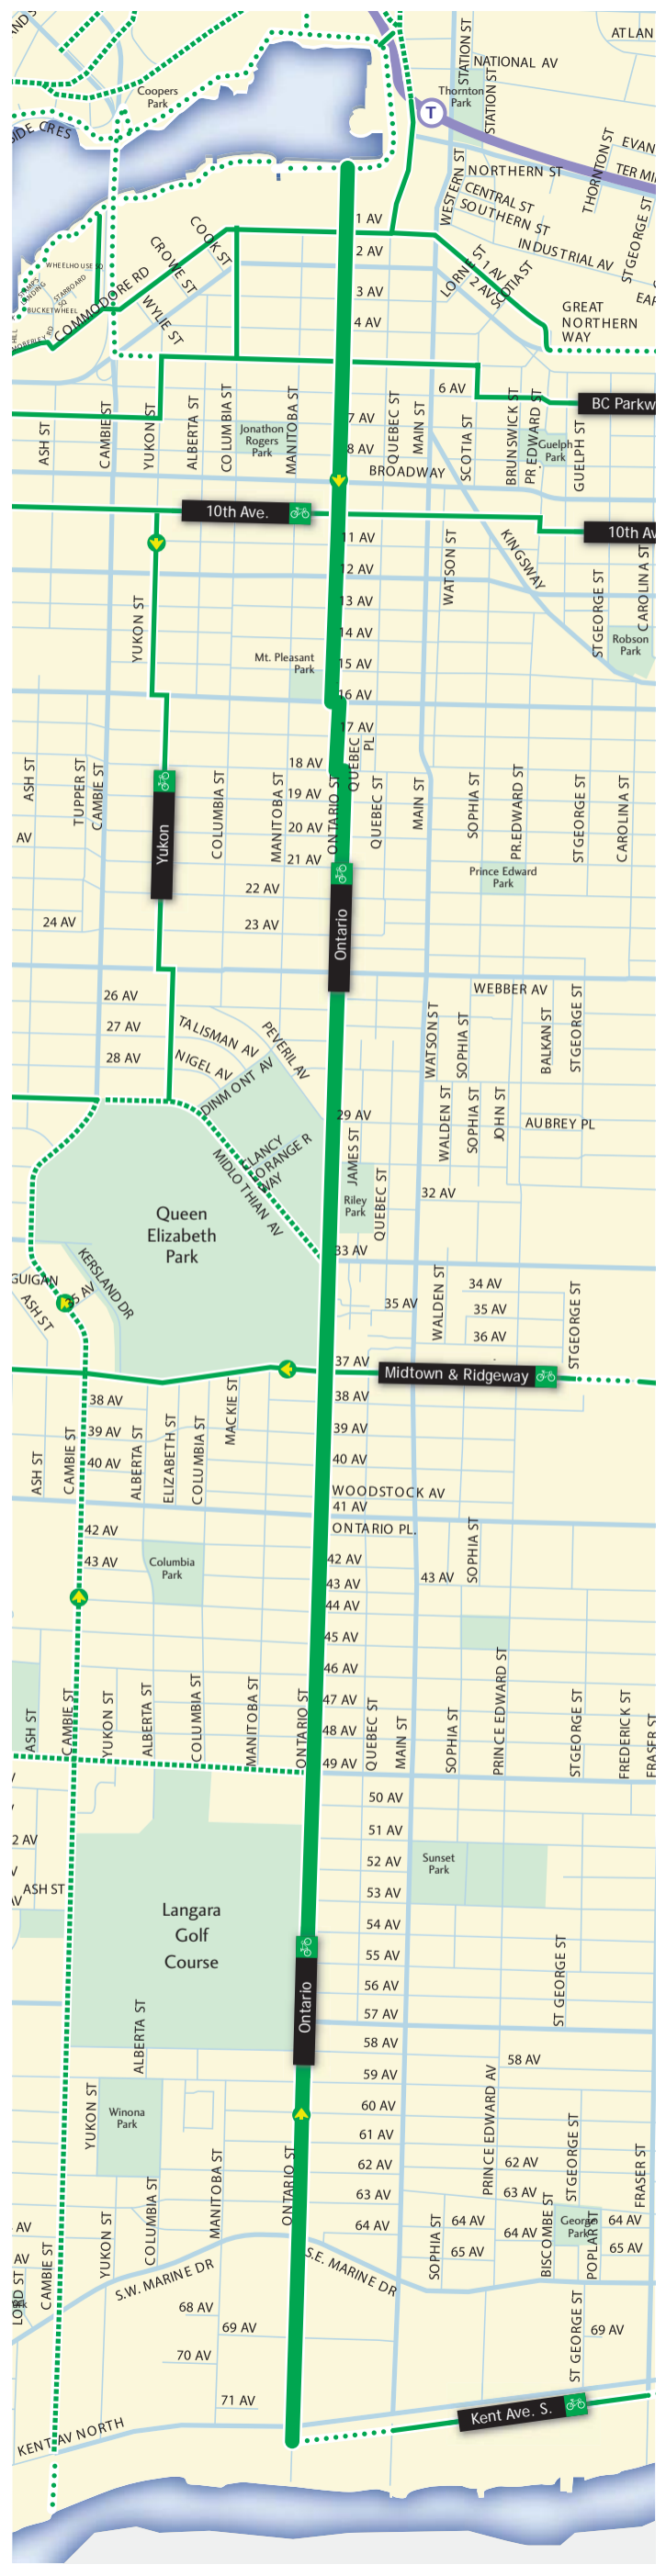 ATLAN
STATION ST
NATIONAL AV
Coopers
Park
Thornton
Park
STATION ST
T
THORNTON ST
EVAN
TERMI
WESTERN ST
NORTHERN ST
CENTRAL ST
SOUTHERN ST
INDUSTRIAL AV
ST GEORGE ST
1 AV
2 AV
3 AV
4 AV
COOK ST
CROWE ST
WYLIE ST
COMMODORE RD
WHEELHOUSE SQ
STARBOARD
SQ
BUCKETWHEEL
LORNE ST
1 AV
2 AV
SCOTIA ST
GREAT
NORTHERN
WAY
6 AV
BC Parkw
ASH ST
CAMBIE ST
YUKON ST
ALBERTA ST
COLUMBIA ST
Jonathon
Rogers
Park
MANITOBA ST
7 AV
8 AV
QUEBEC ST
MAIN ST
SCOTIA ST
BRUNSWICK ST
PR EDWARD ST
Guelph
Park
GUELPH ST
BROADWAY
10th Ave.
10th Av
11 AV
12 AV
13 AV
14 AV
15 AV
16 AV
17 AV
WATSON ST
KINGSWAY
YUKON ST
ST GEORGE ST
CAROLINA ST
Robson
Park
Mt. Pleasant
Park
QUEBEC
PL
18 AV
19 AV
20 AV
21 AV
22 AV
23 AV
24 AV
AV
ASH ST
TUPPER ST
CAMBIE ST
Yukon
COLUMBIA ST
MANITOBA ST
ONTARIO ST
QUEBEC ST
MAIN ST
SOPHIA ST
PR.EDWARD ST
ST GEORGE ST
CAROLINA ST
Prince Edward
Park
Ontario
26 AV
27 AV
28 AV
TALISMAN AV
NIGEL AV
PEVERIL AV
DINMONT AV
WEBBER AV
WATSON ST
SOPHIA ST
BALKAN ST
ST GEORGE ST
29 AV
WALDEN ST
SOPHIA ST
JOHN ST
AUBREY PL
CLANCY
LORANGER
WAY
MIDLOTHIAN AV
JAMES ST
Riley
Park
QUEBEC ST
32 AV
33 AV
Queen
Elizabeth
Park
KERSLAND DR
GUIGAN
ASH ST
35 AV
WALDEN ST
34 AV
35 AV
35 AV
36 AV
ST GEORGE ST
37 AV
Midtown & Ridgeway
38 AV
39 AV
40 AV
ASH ST
CAMBIE ST
ALBERTA ST
ELIZABETH ST
COLUMBIA ST
MACKIE ST
38 AV
39 AV
40 AV
WOODSTOCK AV
41 AV
ONTARIO PL.
42 AV
43 AV
Columbia
Park
42 AV
43 AV
44 AV
45 AV
46 AV
47 AV
48 AV
49 AV
43 AV
SOPHIA ST
ASH ST
CAMBIE ST
YUKON ST
ALBERTA ST
COLUMBIA ST
MANITOBA ST
ONTARIO ST
QUEBEC ST
MAIN ST
SOPHIA ST
PRINCE EDWARD ST
ST GEORGE ST
FREDERICK ST
FRASER ST
50 AV
51 AV
52 AV
53 AV
54 AV
55 AV
56 AV
57 AV
58 AV
59 AV
60 AV
61 AV
62 AV
63 AV
64 AV
2 AV
ASH ST
Sunset
Park
Langara
Golf
Course
Ontario
ALBERTA ST
ST GEORGE ST
58 AV
YUKON ST
Winona
Park
PRINCE EDWARD AV
62 AV
63 AV
64 AV
ST GEORGE ST
FRASER ST
YUKON ST
COLUMBIA ST
MANITOBA ST
ONTARIO ST
SOPHIA ST
64 AV
65 AV
BISCOMBE ST
George
Park
POPLAR ST
64 AV
65 AV
AV
AV
LORD ST
CAMBIE ST
S.W. MARINE DR
S.E. MARINE DR
68 AV
69 AV
70 AV
71 AV
ST GEORGE ST
69 AV
KENT AV NORTH
Kent Ave. S.